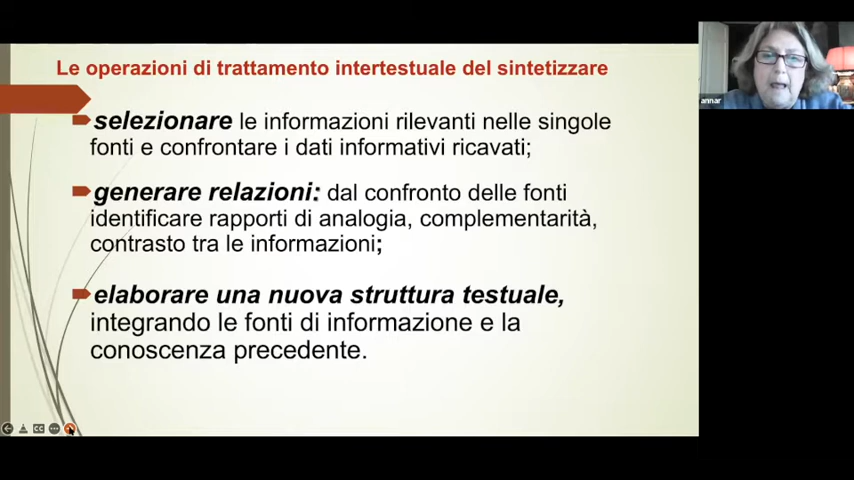 Le operazioni di trattamento intertestuale del sintetizzare
selezionare le informazioni rilevanti nelle singole
fonti e confrontare i dati informativi ricavati;
generare relazioni: dal confronto delle fonti
identificare rapporti di analogia, complementarità,
contrasto tra le informazioni;
elaborare una nuova struttura testuale,
integrando le fonti di informazione e la
conoscenza precedente.
annar
CC